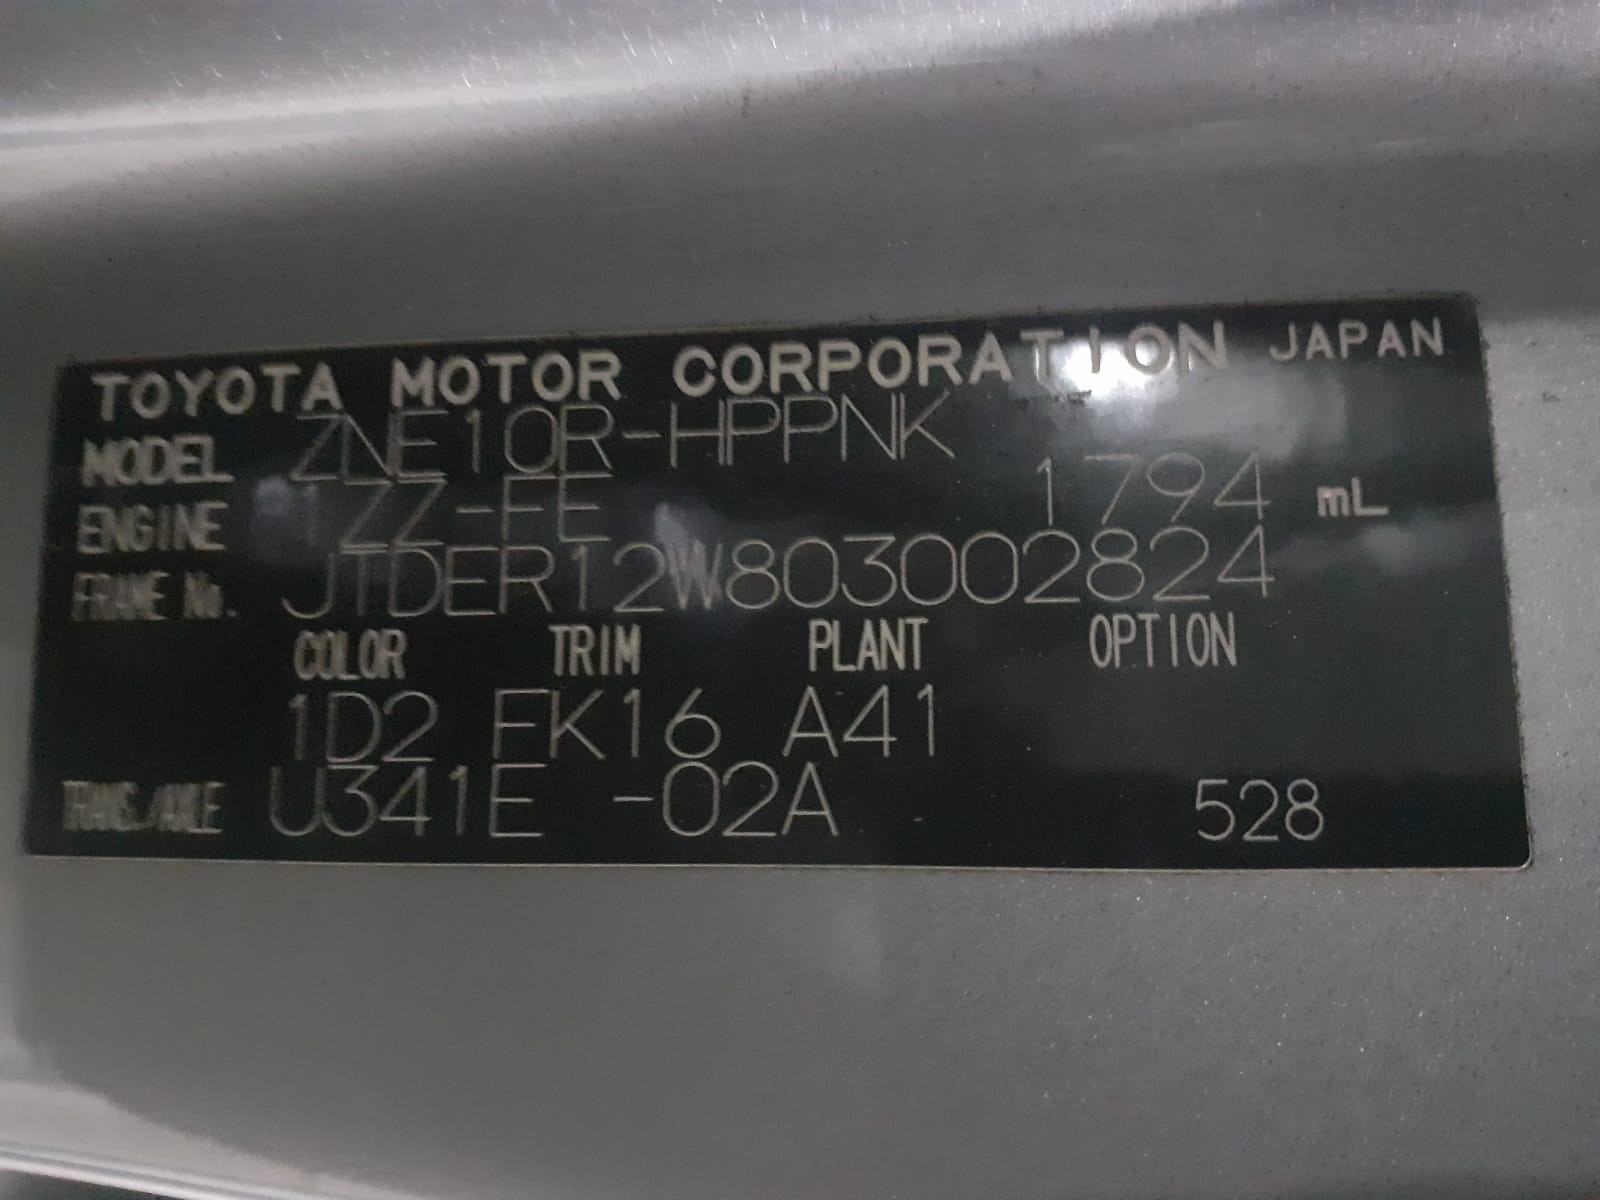 TOYOTA MOTOR CORPORATION JAPAN
MODEL ZNE10R-HPPNK
ENGINE 1ZZ-FE 1794 mL
FRAME No. JTDER12W803002824
COLOR TRIM PLANT OPTION
1D2 FK16 A41
TRANS./AXLE U341E -02A 528